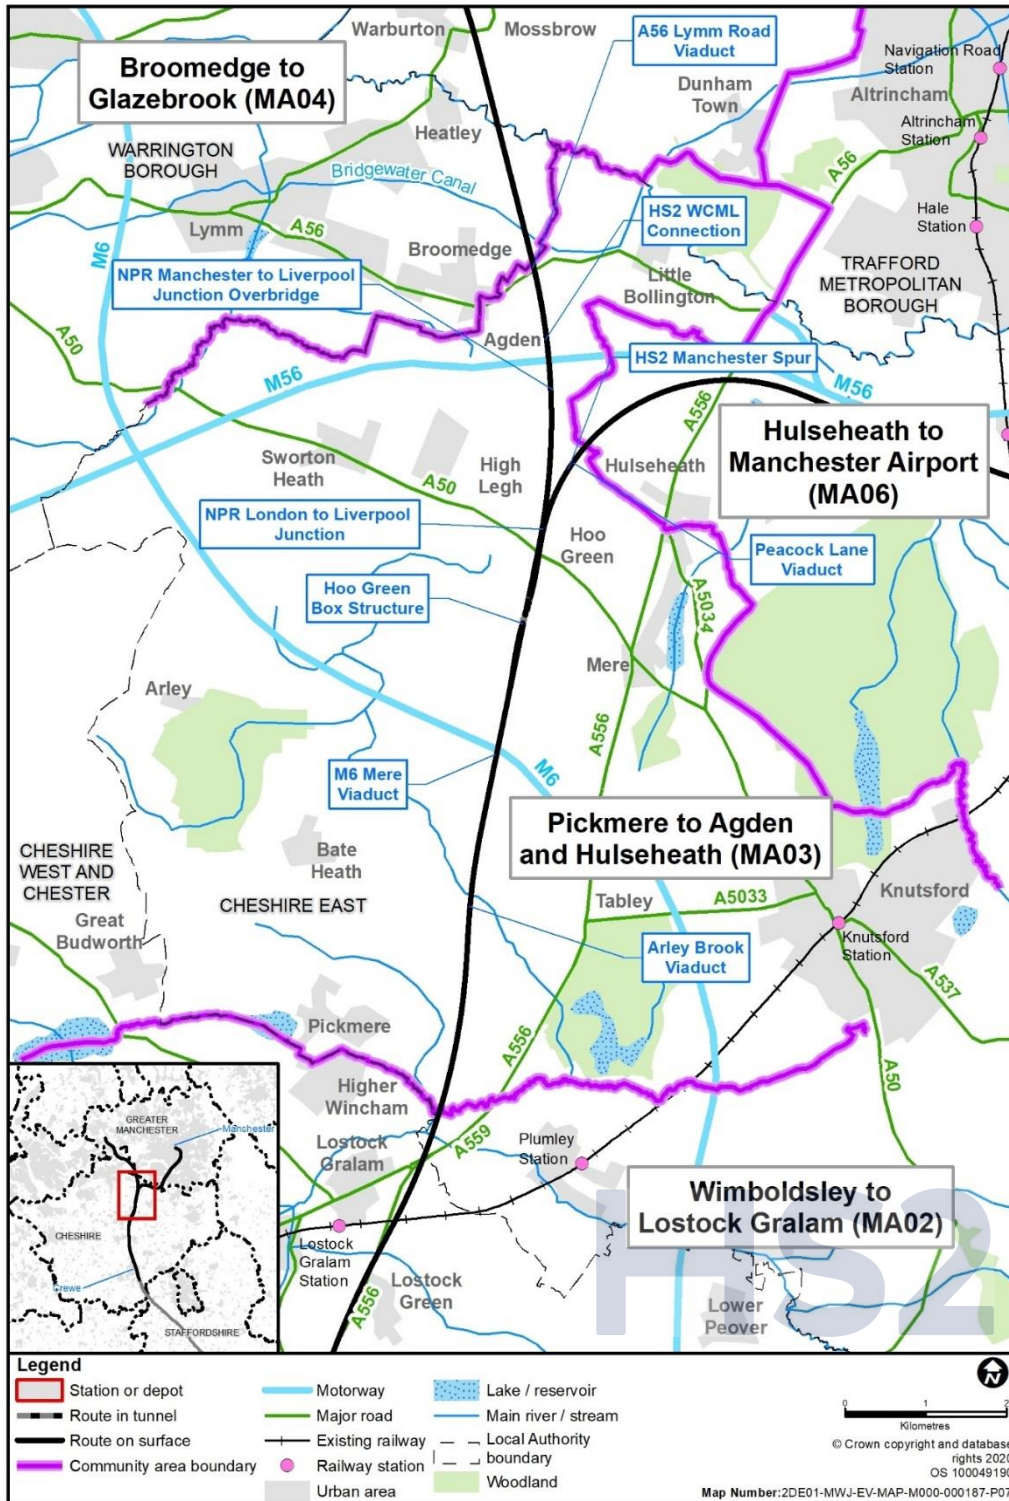 Warburton
Mossbrow
A56 Lymm Road
Viaduct
Navigation Road
Station
Broomedge to
Glazebrook (MA04)
Dunham
Town
Altrincham
Altrincham
Station
Heatley
WARRINGTON
BOROUGH
Bridgewater Canal
A56
HS2 WCML
Connection
Hale
Station
Lymm
A56
M6
Broomedge
NPR Manchester to Liverpool
Junction Overbridge
Little
Bollington
TRAFFORD
METROPOLITAN
BOROUGH
A50
Agden
HS2 Manchester Spur
M56
M56
A556
Hulseheath to
Manchester Airport
(MA06)
Sworton
Heath
High
Legh
Hulseheath
A50
NPR London to Liverpool
Junction
Hoo
Green
Peacock Lane
Viaduct
Hoo Green
Box Structure
A5034
Mere
Arley
A556
M6 Mere
Viaduct
M6
Pickmere to Agden
and Hulseheath (MA03)
CHESHIRE
WEST AND
CHESTER
Bate
Heath
CHESHIRE EAST
Tabley
A5033
Knutsford
Great
Budworth
Arley Brook
Viaduct
Knutsford
Station
A537
Pickmere
A556
Higher
Wincham
A50
GREATER
MANCHESTER
Manchester
Lostock
Gralam
A559
Plumley
Station
Wimboldsley to
Lostock Gralam (MA02)
CHESHIRE
Lostock
Gralam
Station
HS2
Crewe
A556
Lostock
Green
Lower
Peover
STAFFORDSHIRE
Legend
Station or depot
Route in tunnel
Route on surface
Community area boundary
Motorway
Major road
Existing railway
Railway station
Urban area
Lake / reservoir
Main river / stream
Local Authority
boundary
Woodland
N
0 1 2
Kilometres
© Crown copyright and database
rights 2020
OS 100049190
Map Number:2DE01-MWJ-EV-MAP-M000-000187-P07